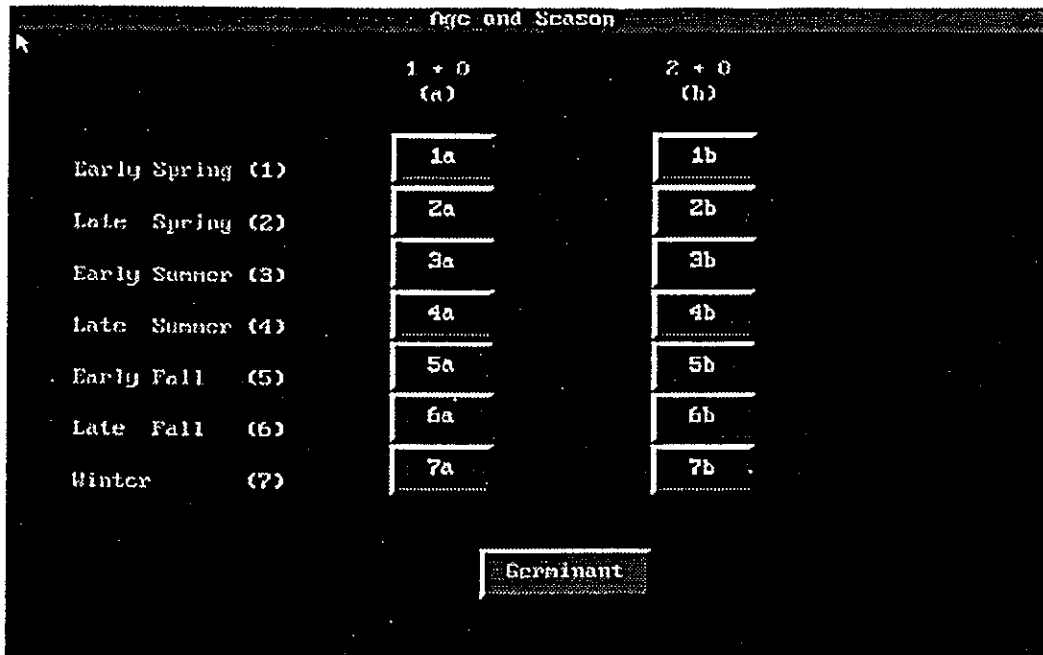 Age and Season
1 + 0 2 + 0
(a) (b)
Early Spring (1) 1a 1b
Late Spring (2) 2a 2b
Early Summer (3) 3a 3b
Late Summer (4) 4a 4b
Early Fall (5) 5a 5b
Late Fall (6) 6a 6b
Winter (7) 7a 7b
Germinant